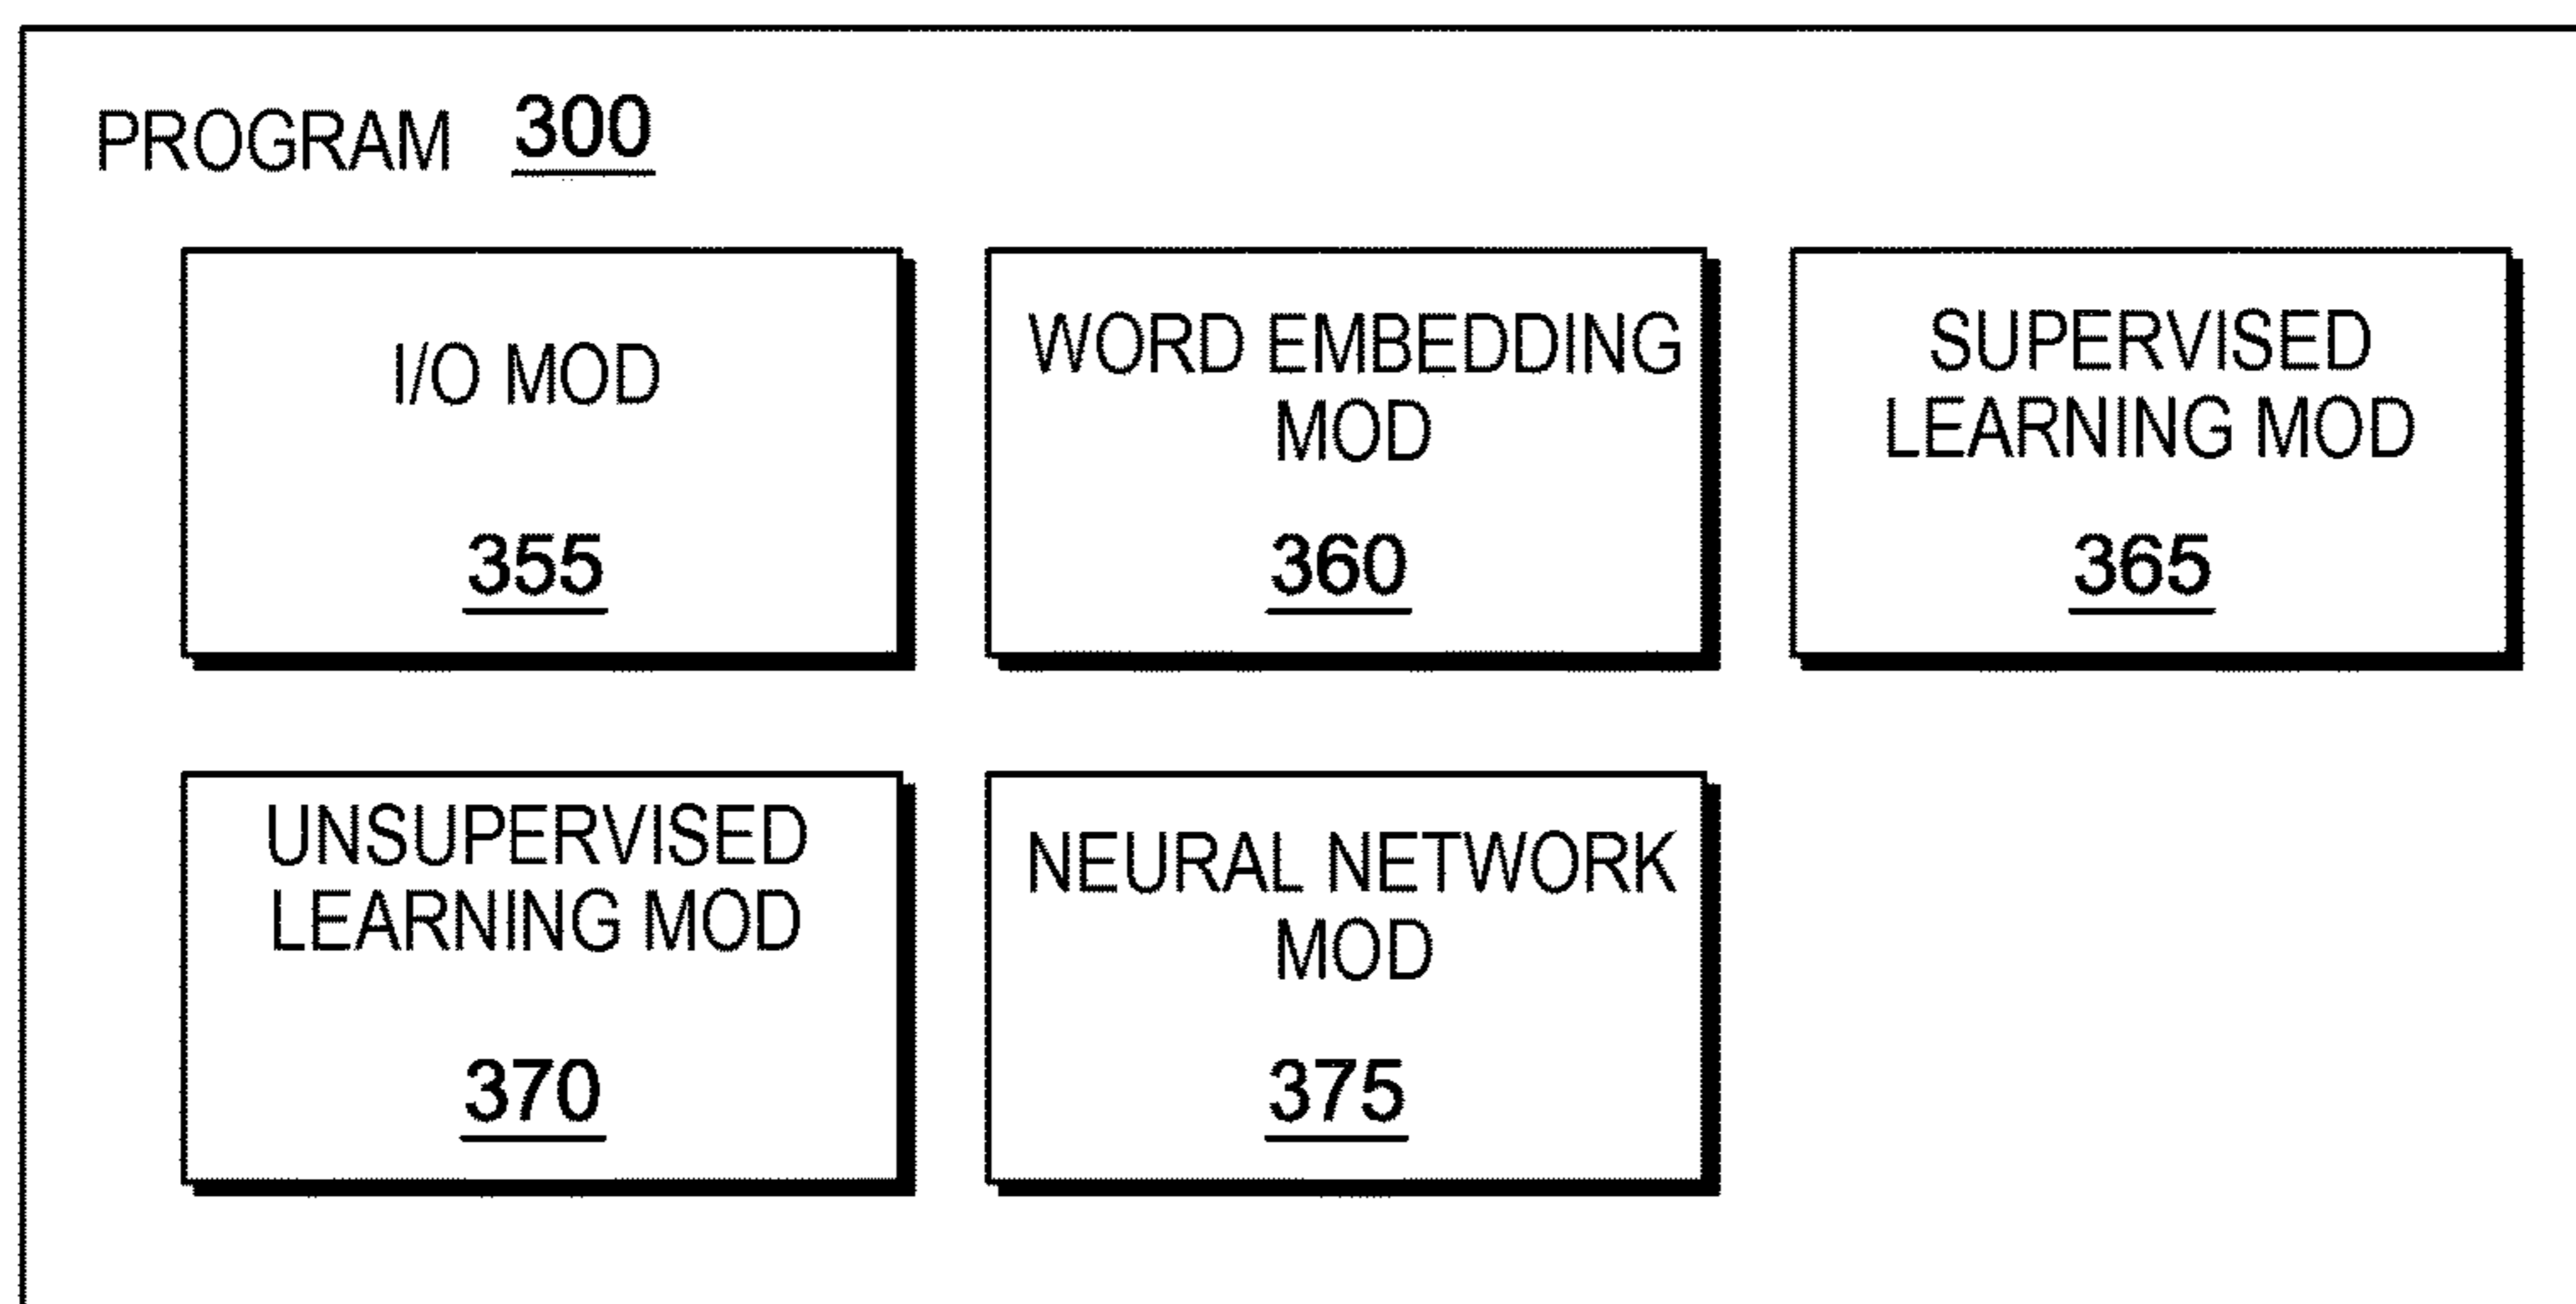 PROGRAM 300
I/O MOD
355
WORD EMBEDDING
MOD
360
SUPERVISED
LEARNING MOD
365
UNSUPERVISED
LEARNING MOD
370
NEURAL NETWORK
MOD
375